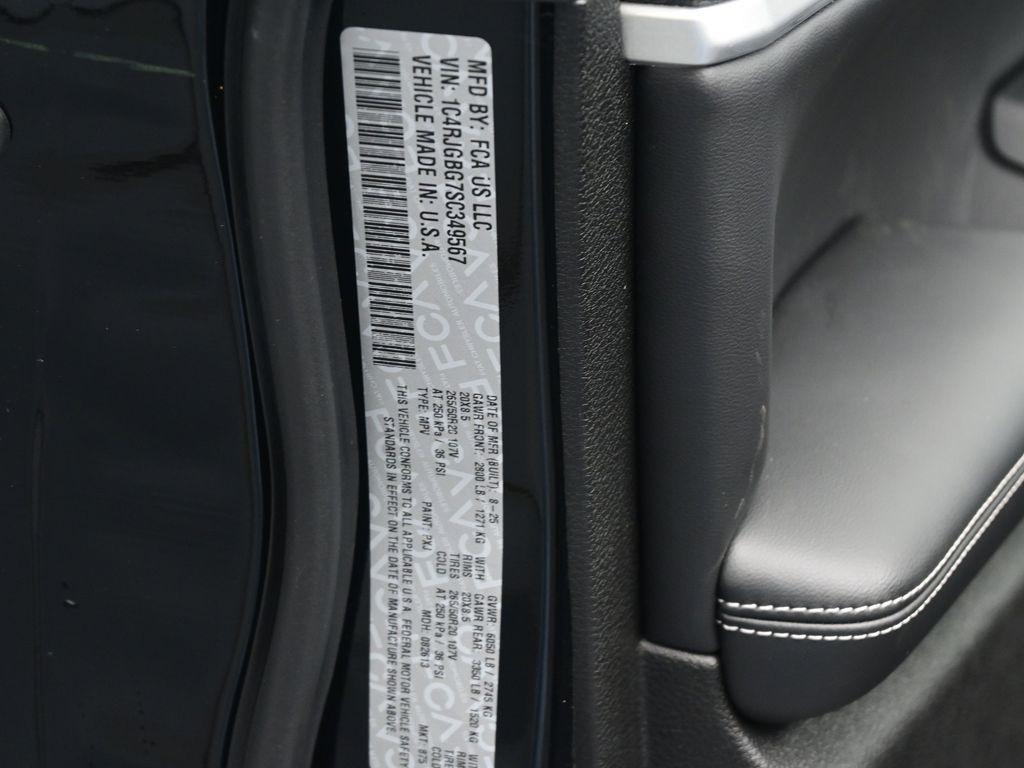 MFD BY: FCA US LLC
VIN: 1C4RJGBG7SC349567
VEHICLE MADE IN: U.S.A.
DATE OF MFR (BUILT): 8-25 GVWR: 6050 LB / 2745 KG
GAWR FRONT: 2800 LB / 1271 KG WITH GAWR REAR: 3350 LB / 1520 KG
20X8.5 RIMS 20X8.5
265/50R20 107V TIRES 265/50R20 107V
AT 250 kPa / 36 PSI COLD AT 250 kPa / 36 PSI
TYPE: MPV PAINT: PXJ MDH: 082613 MKT: 875
THIS VEHICLE CONFORMS TO ALL APPLICABLE U.S.A. FEDERAL MOTOR VEHICLE SAFETY
STANDARDS IN EFFECT ON THE DATE OF MANUFACTURE SHOWN ABOVE.